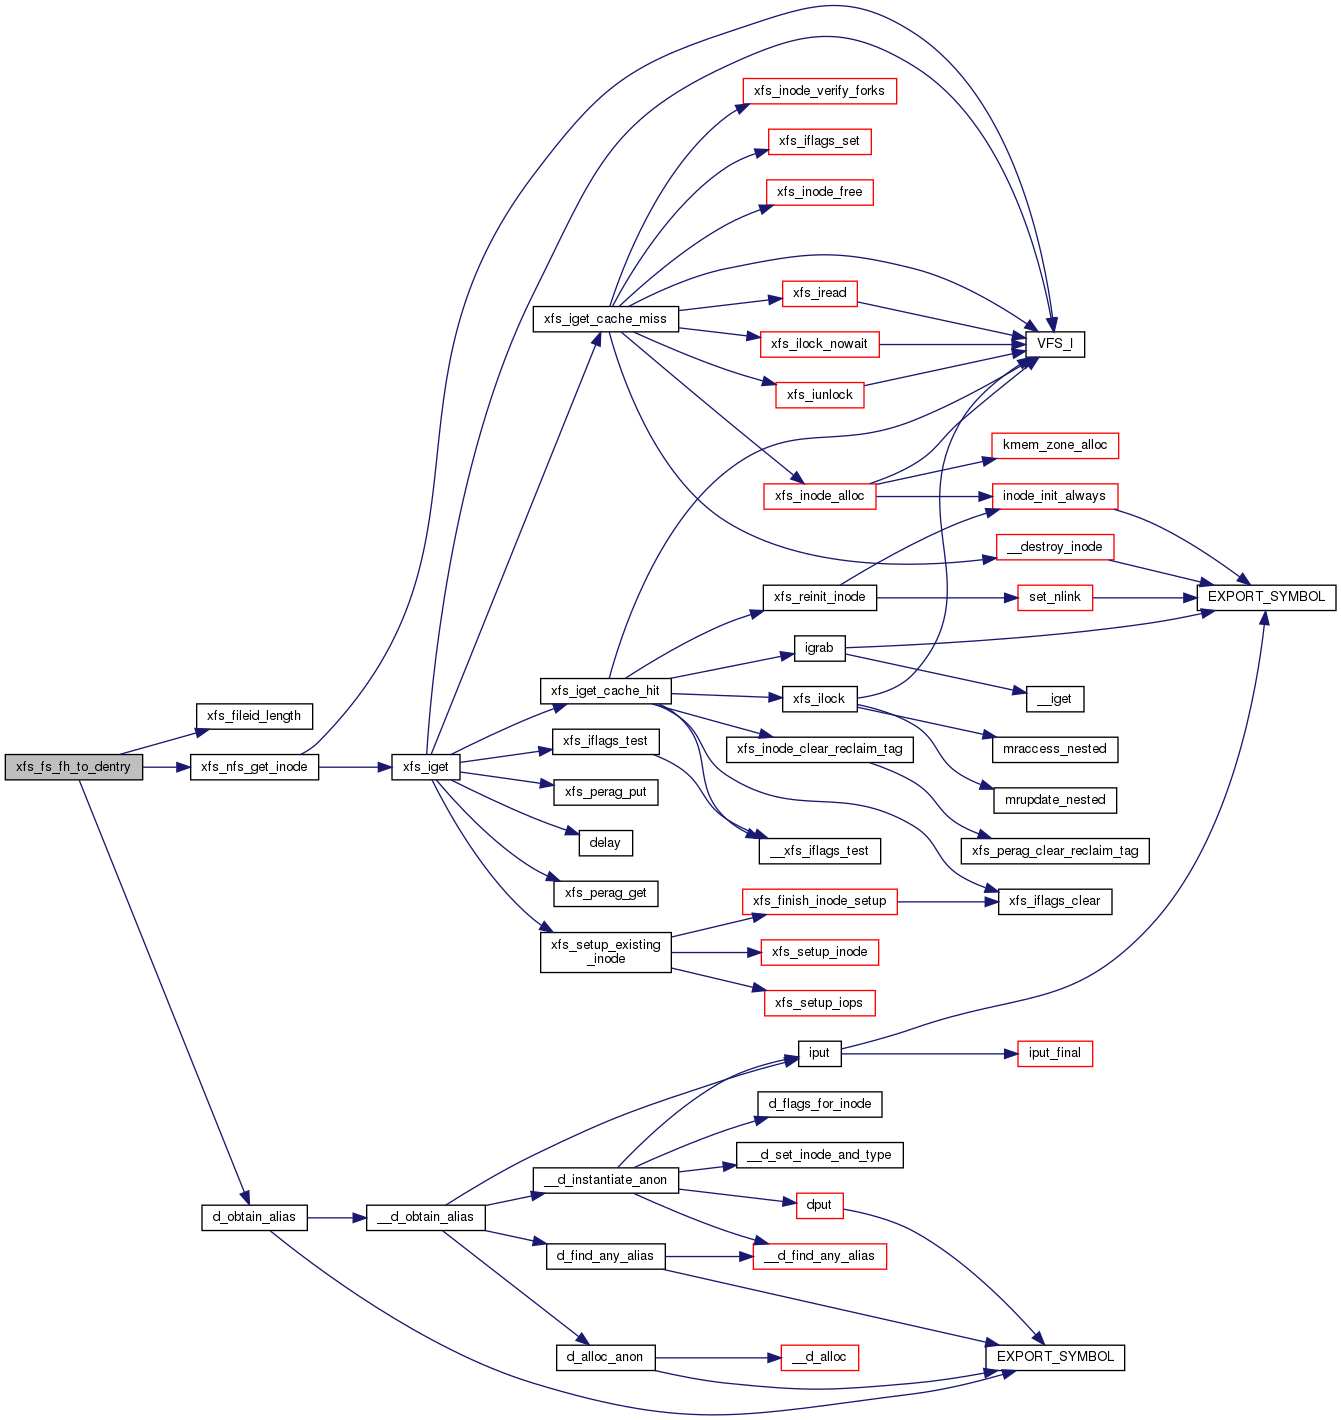 xfs_inode_verify_forks
xfs_iflags_set
xfs_inode_free
xfs_iread
xfs_iget_cache_miss
xfs_ilock_nowait
VFS_I
xfs_iunlock
kmem_zone_alloc
xfs_inode_alloc
inode_init_always
__destroy_inode
xfs_reinit_inode
set_nlink
EXPORT_SYMBOL
igrab
xfs_iget_cache_hit
xfs_ilock
__iget
xfs_fileid_length
xfs_iflags_test
xfs_inode_clear_reclaim_tag
mraccess_nested
xfs_fs_fh_to_dentry
xfs_nfs_get_inode
xfs_iget
xfs_perag_put
mrupdate_nested
delay
__xfs_iflags_test
xfs_perag_clear_reclaim_tag
xfs_perag_get
xfs_finish_inode_setup
xfs_iflags_clear
xfs_setup_existing
_inode
xfs_setup_inode
xfs_setup_iops
iput
iput_final
d_flags_for_inode
__d_set_inode_and_type
__d_instantiate_anon
dput
d_obtain_alias
__d_obtain_alias
d_find_any_alias
__d_find_any_alias
d_alloc_anon
__d_alloc
EXPORT_SYMBOL